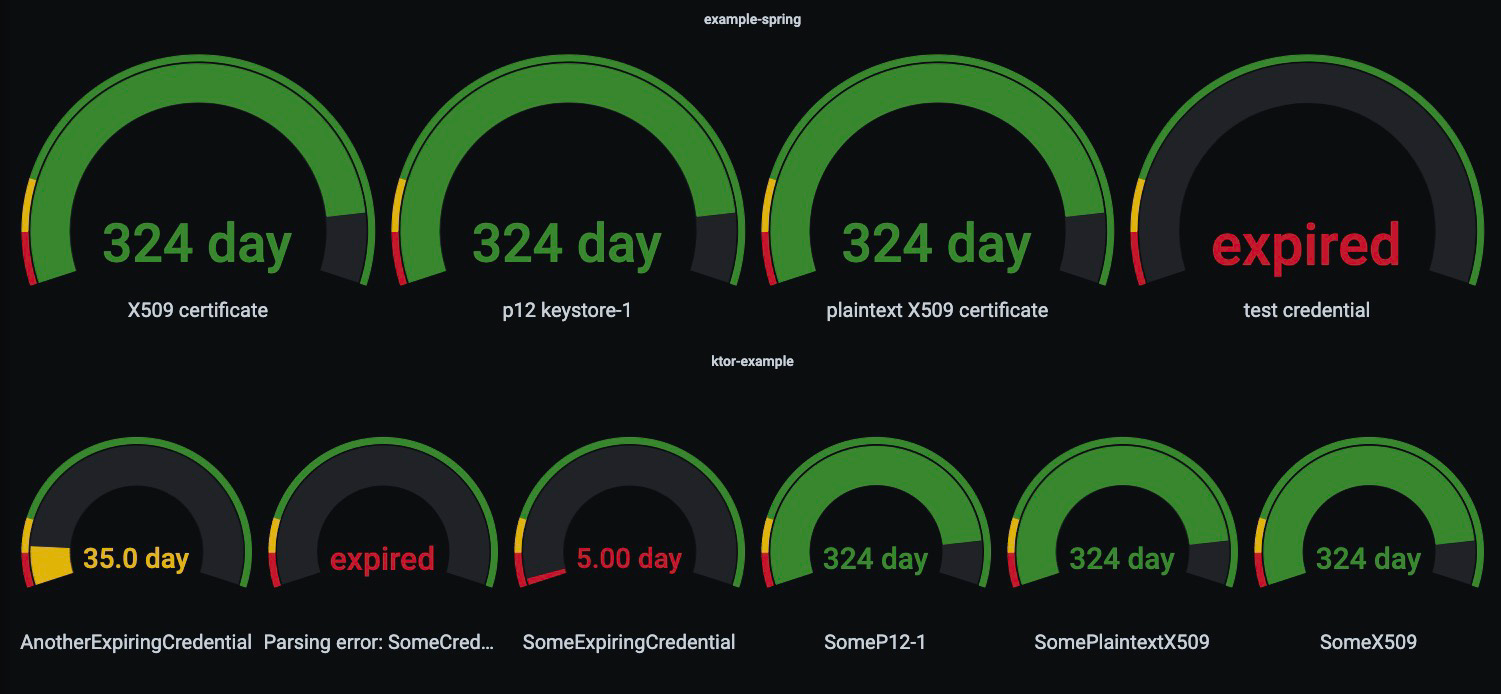 example-spring
324 day
324 day
324 day
expired
X509 certificate
p12 keystore-1
plaintext X509 certificate
test credential
ktor-example
35.0 day
expired
5.00 day
324 day
324 day
324 day
AnotherExpiringCredential
Parsing error: SomeCred...
SomeExpiringCredential
SomeP12-1
SomePlaintextX509
SomeX509